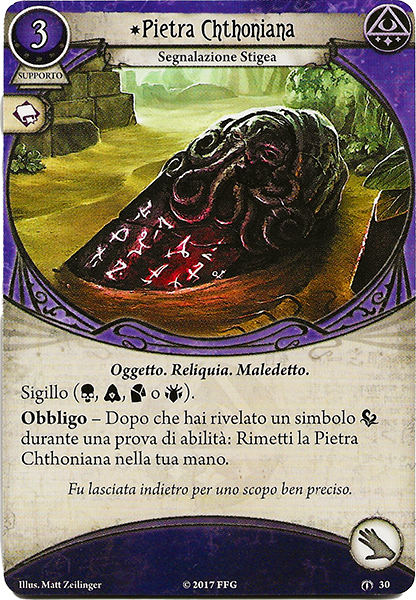 3
✶Pietra Chthoniana
SUPPORTO
Segnalazione Stigea
Oggetto. Reliquia. Maledetto.
Sigillo ( , , o ).
Obbligo – Dopo che hai rivelato un simbolo
durante una prova di abilità: Rimetti la Pietra
Chthoniana nella tua mano.
Fu lasciata indietro per uno scopo ben preciso.
Illus. Matt Zeilinger
© 2017 FFG
30